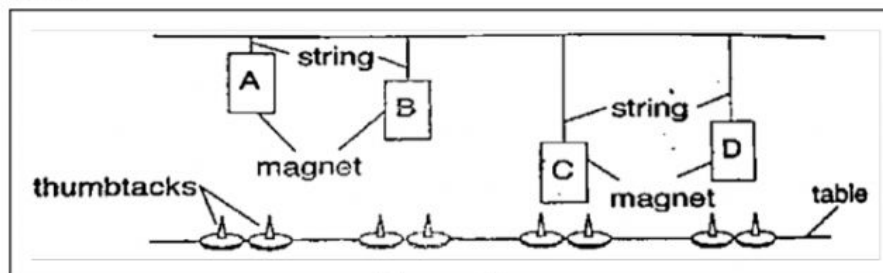 string
A
B
string
magnet
C
D
magnet
thumbtacks
table